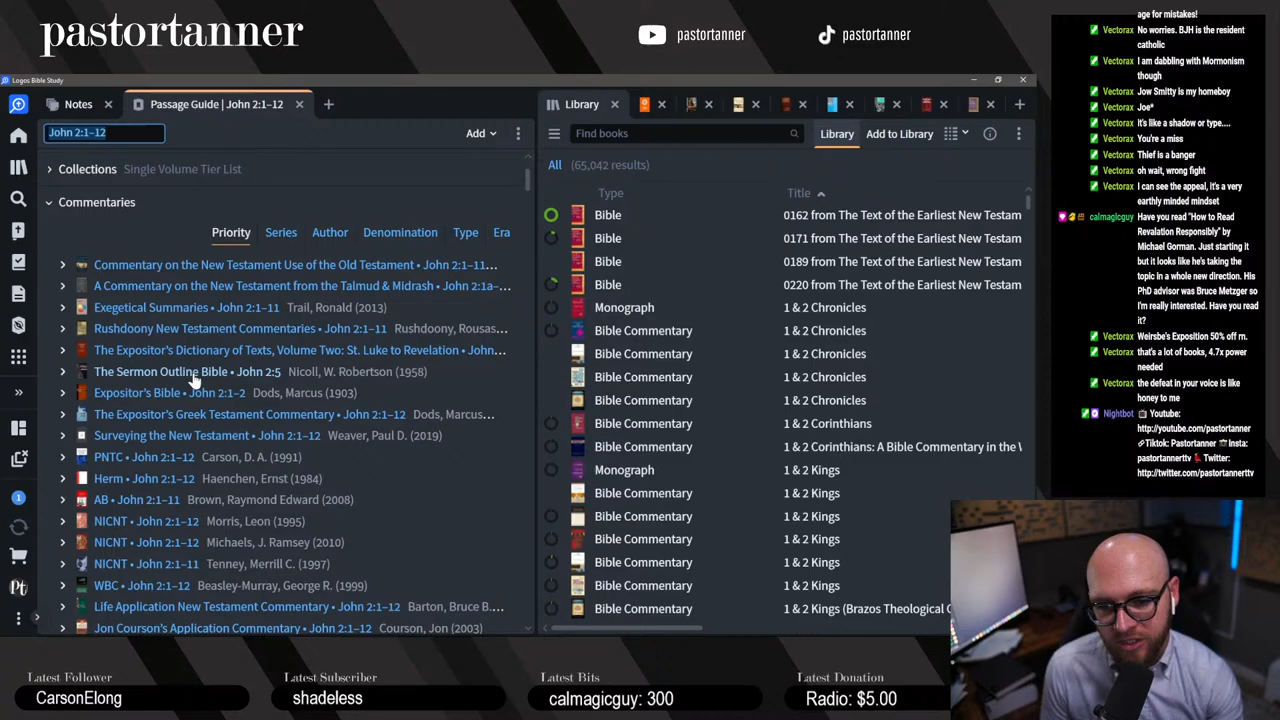 pastortanner
pastortanner
pastortanner
Logos Bible Study
Notes
Passage Guide | John 2:1–12
Library
John 2:1–12
Add
Find books
Library
Add to Library
Collections Single Volume Tier List
All (65,042 results)
Commentaries
Type
Title
Priority
Series
Author
Denomination
Type
Era
Commentary on the New Testament Use of the Old Testament • John 2:1–11…
A Commentary on the New Testament from the Talmud & Midrash • John 2:1a–…
Exegetical Summaries • John 2:1–11 Trail, Ronald (2013)
Rushdoony New Testament Commentaries • John 2:1–11 Rushdoony, Rousas…
The Expositor's Dictionary of Texts, Volume Two: St. Luke to Revelation • John…
The Sermon Outline Bible • John 2:5 Nicoll, W. Robertson (1958)
Expositor's Bible • John 2:1–2 Dods, Marcus (1903)
The Expositor's Greek Testament Commentary • John 2:1–12 Dods, Marcus…
Surveying the New Testament • John 2:1–12 Weaver, Paul D. (2019)
PNTC • John 2:1–12 Carson, D. A. (1991)
Herm • John 2:1–12 Haenchen, Ernst (1984)
AB • John 2:1–11 Brown, Raymond Edward (2008)
NICNT • John 2:1–12 Morris, Leon (1995)
NICNT • John 2:1–12 Michaels, J. Ramsey (2010)
NICNT • John 2:1–11 Tenney, Merrill C. (1997)
WBC • John 2:1–12 Beasley-Murray, George R. (1999)
Life Application New Testament Commentary • John 2:1–12 Barton, Bruce B.…
Jon Courson's Application Commentary • John 2:1–12 Courson, Jon (2003)
Bible 0162 from The Text of the Earliest New Testam
Bible 0171 from The Text of the Earliest New Testam
Bible 0189 from The Text of the Earliest New Testam
Bible 0220 from The Text of the Earliest New Testam
Monograph 1 & 2 Chronicles
Bible Commentary 1 & 2 Chronicles
Bible Commentary 1 & 2 Chronicles
Bible Commentary 1 & 2 Chronicles
Bible Commentary 1 & 2 Chronicles
Bible Commentary 1 & 2 Corinthians
Bible Commentary 1 & 2 Corinthians: A Bible Commentary in the
Monograph 1 & 2 Kings
Bible Commentary 1 & 2 Kings
Bible Commentary 1 & 2 Kings
Bible Commentary 1 & 2 Kings
Bible Commentary 1 & 2 Kings
Bible Commentary 1 & 2 Kings
Bible Commentary 1 & 2 Kings (Brazos Theological
1
Pt
age for mistakes!
Vectorax No worries. BJH is the resident
catholic
Vectorax I am dabbling with Mormonism
though
Vectorax Jow Smitty is my homeboy
Vectorax Joe*
Vectorax it's like a shadow or type....
Vectorax You're a miss
Vectorax Thief is a banger
Vectorax oh wait, wrong fight
Vectorax I can see the appeal, it's a very
earthly minded mindset
calmagicguy Have you read "How to Read
Revalation Responsibly" by
Michael Gorman. Just starting it
but it looks like he's taking the
topic in a whole new direction. His
PhD advisor was Bruce Metzger so
I'm really interested. Have you read
it?
Vectorax Weirsbe's Exposition 50% off rn.
Vectorax that's a lot of books, 4.7x power
needed
Vectorax the defeat in your voice is like
honey to me
Nightbot Youtube:
http://youtube.com/pastortanner
Tiktok: Pastortanner Insta:
pastortannerttv Twitter:
http://twitter.com/pastortannerttv
Latest Follower
CarsonElong
Latest Subscriber
shadeless
Latest Bits
calmagicguy: 300
Latest Donation
Radio: $5.00